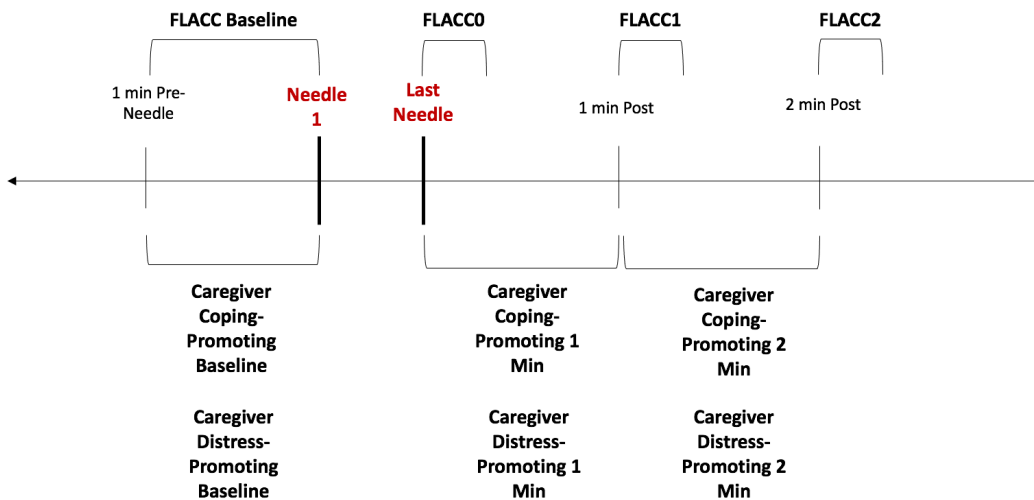 FLACC Baseline
FLACC0
FLACC1
FLACC2
1 min Pre-
Needle
Needle
1
Last
Needle
1 min Post
2 min Post
Caregiver
Coping-
Promoting
Baseline
Caregiver
Coping-
Promoting 1
Min
Caregiver
Coping-
Promoting 2
Min
Caregiver
Distress-
Promoting
Baseline
Caregiver
Distress-
Promoting 1
Min
Caregiver
Distress-
Promoting 2
Min